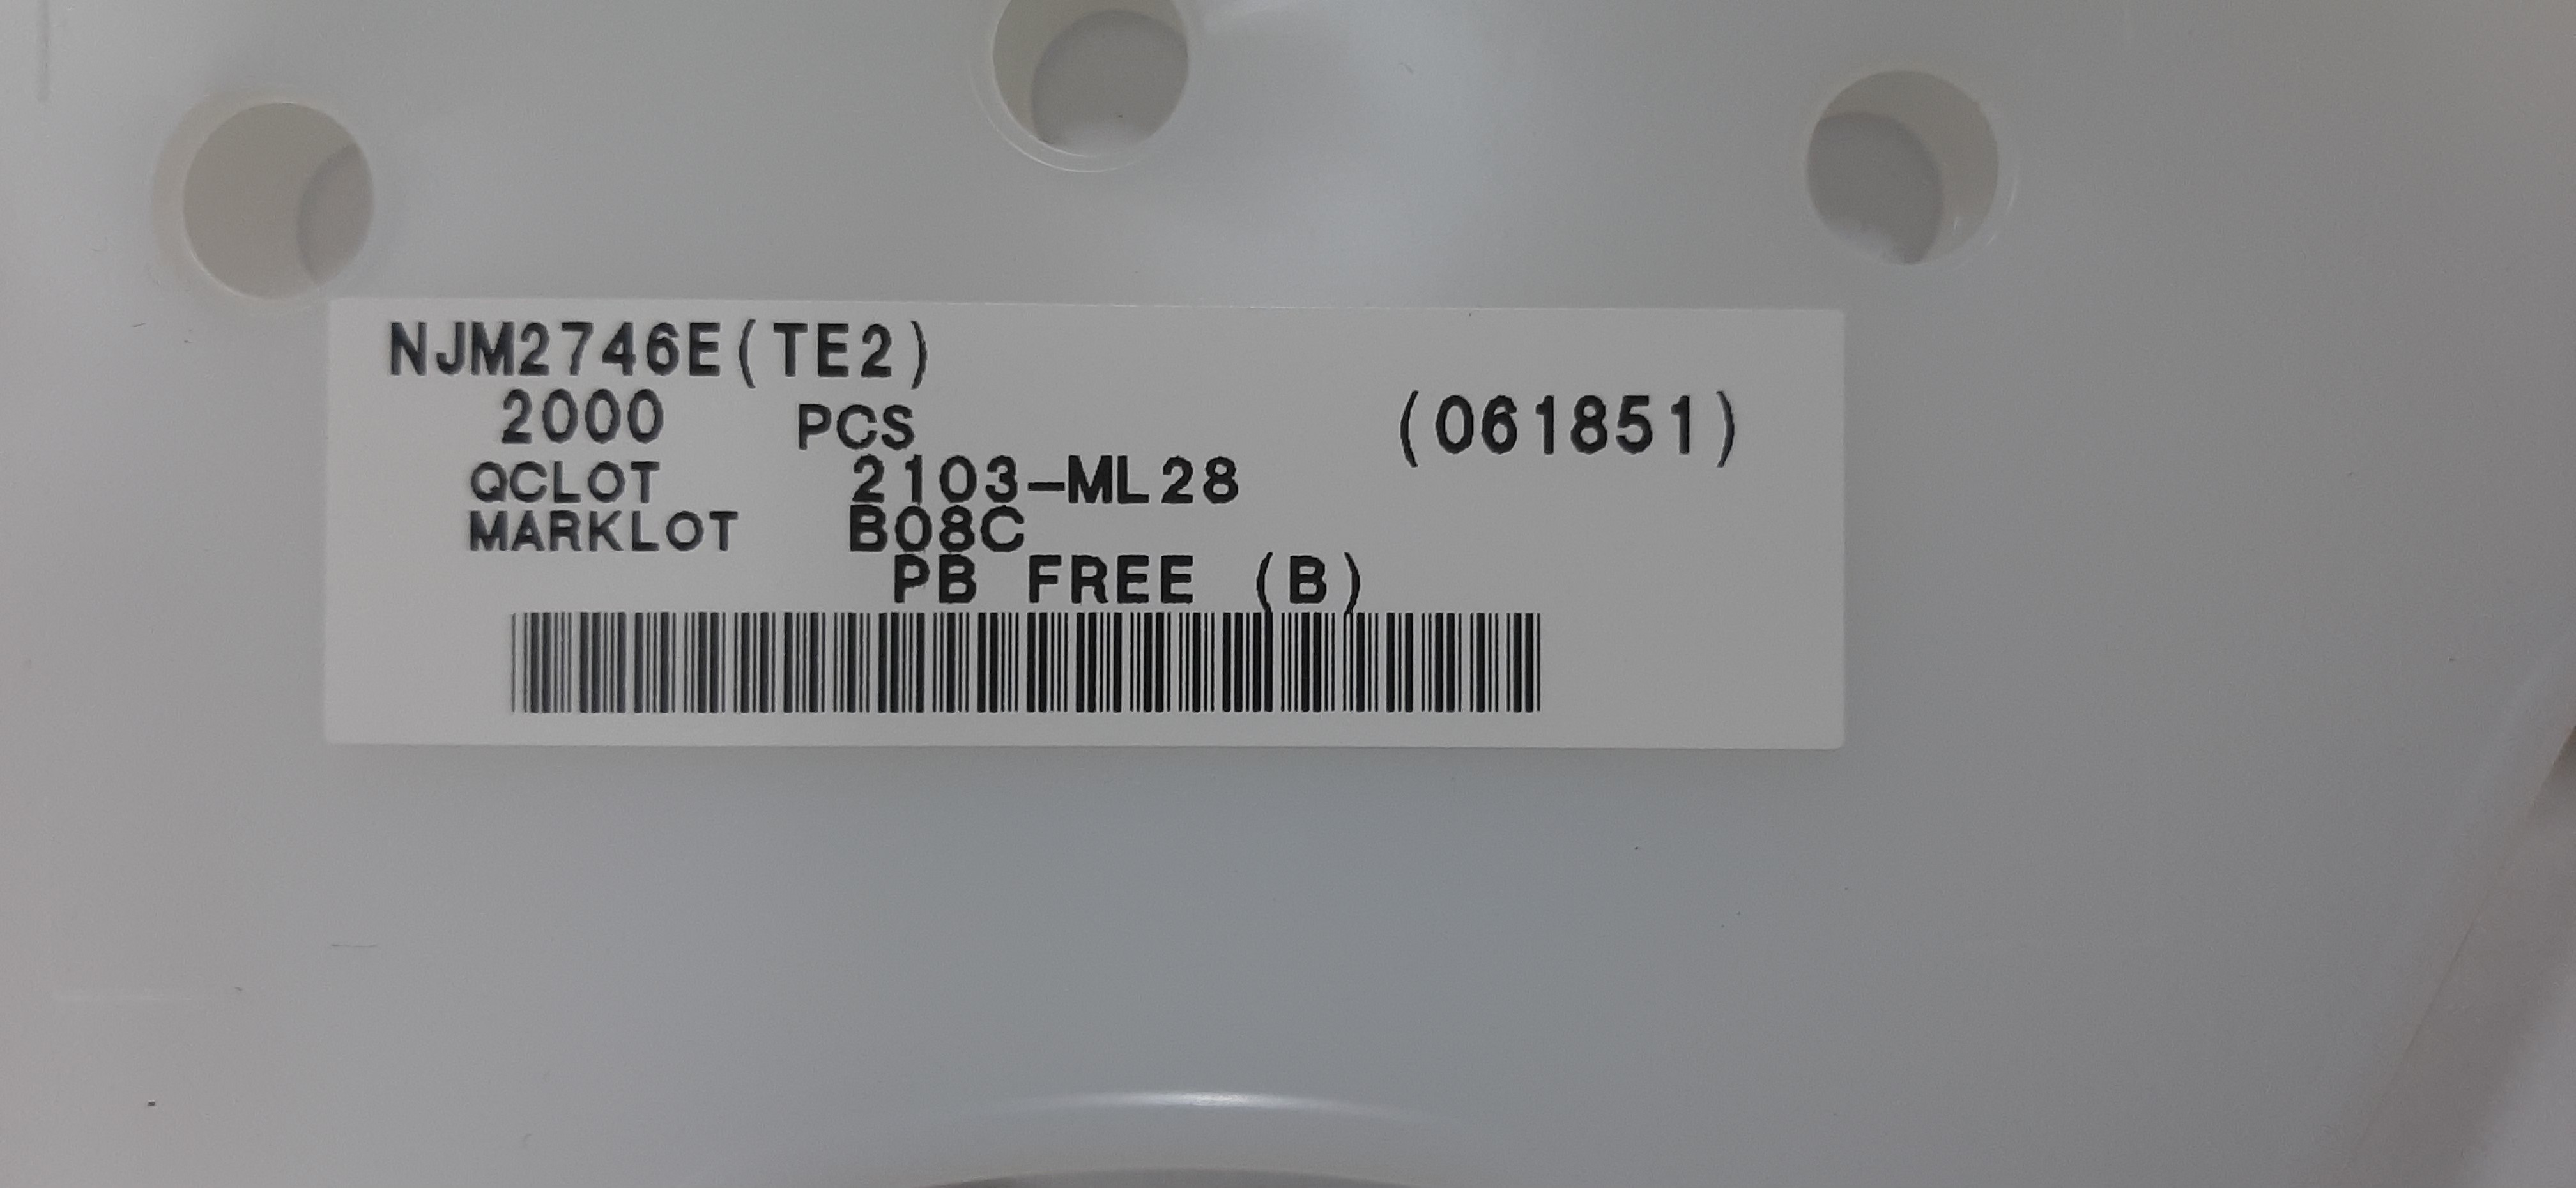 NJM2746E(TE2)
2000 PCS (061851)
QCLOT 2103-ML28
MARKLOT B08C
PB FREE (B)